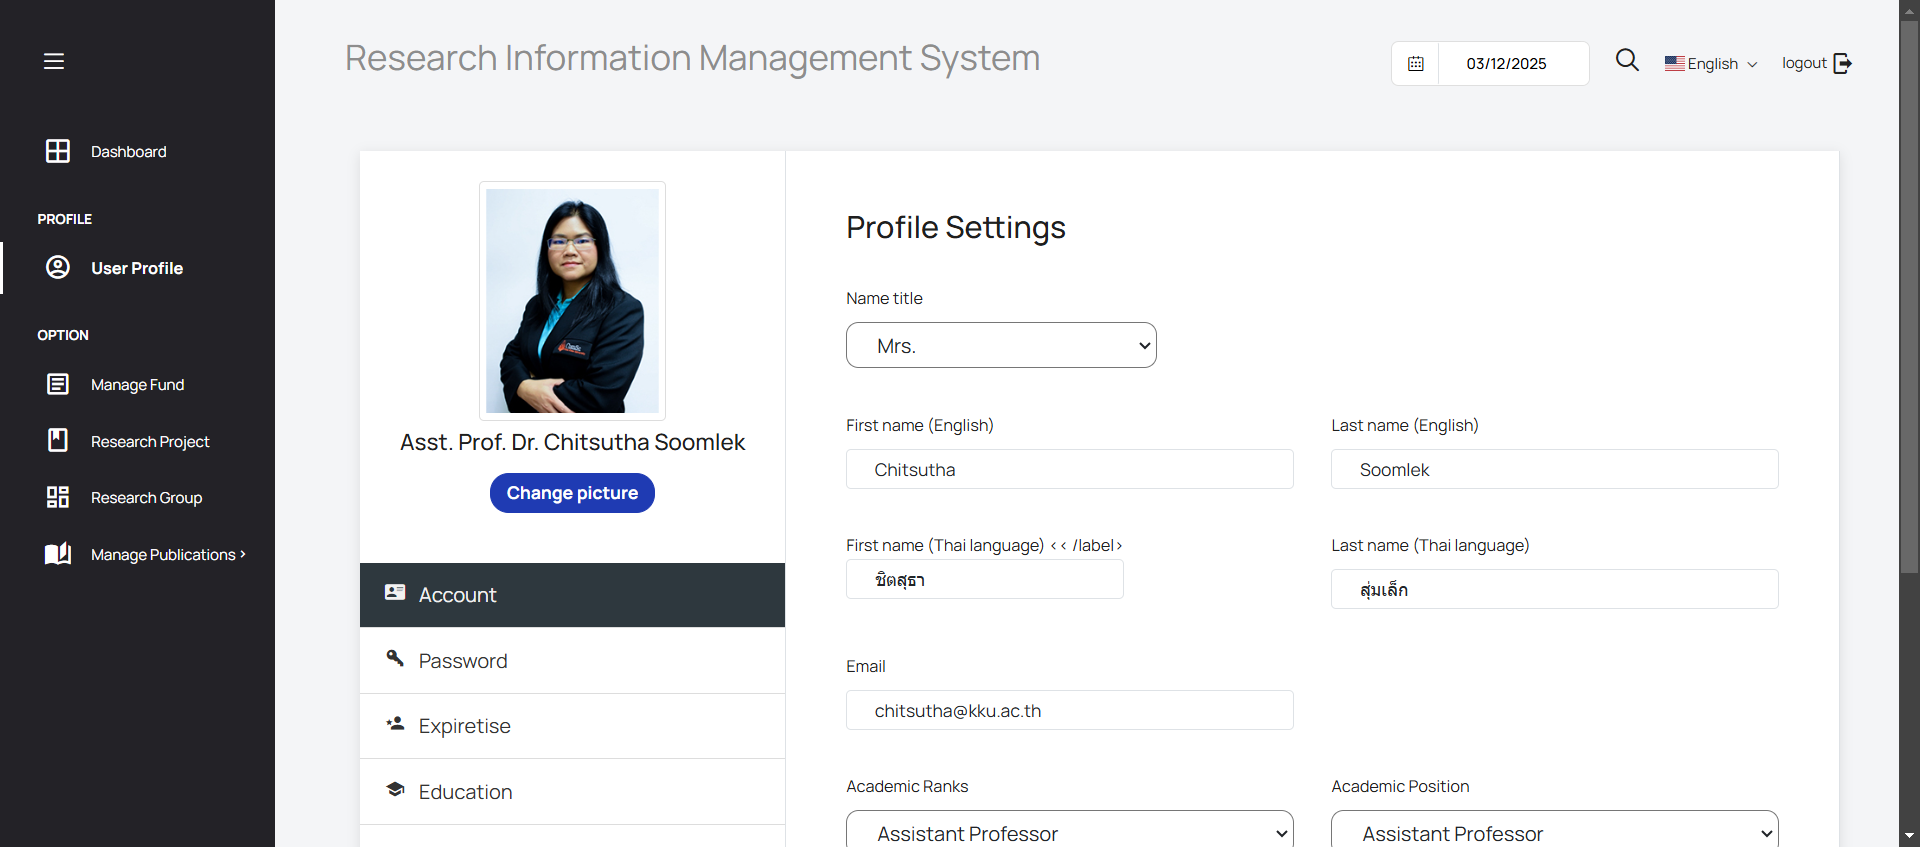 Research Information Management System
03/12/2025
English
logout
Dashboard
PROFILE
User Profile
OPTION
Manage Fund
Research Project
Research Group
Manage Publications ›
Asst. Prof. Dr. Chitsutha Soomlek
Change picture
Account
Password
Expiretise
Education
Profile Settings
Name title
Mrs.
First name (English)
Last name (English)
Chitsutha
Soomlek
First name (Thai language) << /label>
Last name (Thai language)
ชิตสุธา
สุ่มเล็ก
Email
chitsutha@kku.ac.th
Academic Ranks
Academic Position
Assistant Professor
Assistant Professor